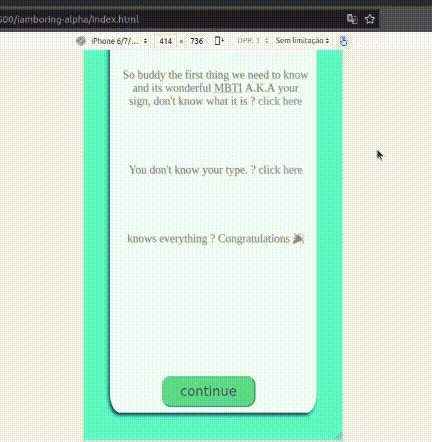 500/iamboring-alpha/index.html
iPhone 6/7/... 414 × 736 DPR: 1 Sem limitação
So buddy the first thing we need to know
and its wonderful MBTI A.K.A your
sign, don't know what it is ? click here
You don't know your type. ? click here
knows everything ? Congratulations 🎉
continue